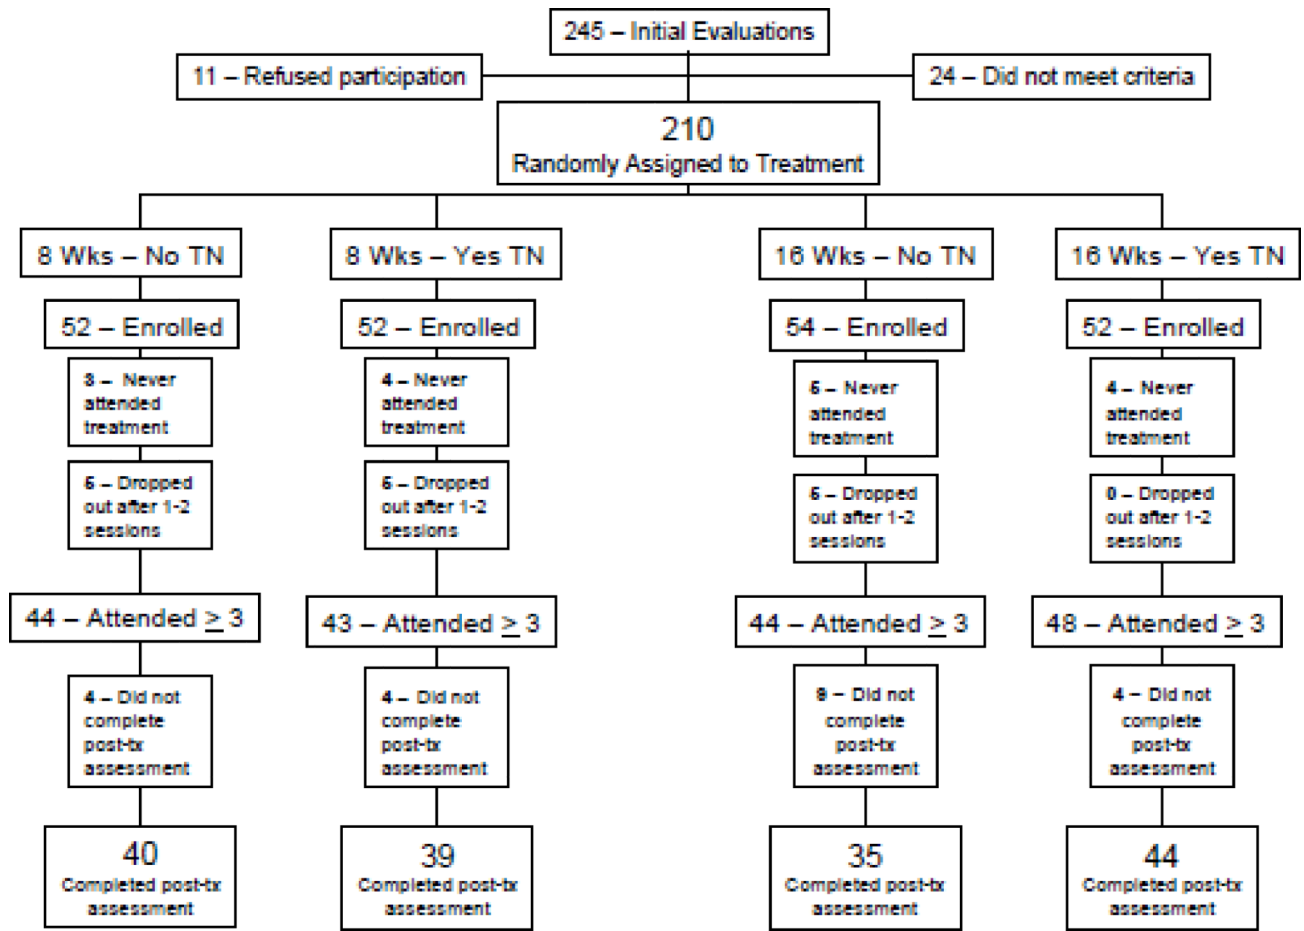 245 – Initial Evaluations
11 – Refused participation
24 – Did not meet criteria
210
Randomly Assigned to Treatment
8 Wks – No TN
8 Wks – Yes TN
16 Wks – No TN
16 Wks – Yes TN
52 – Enrolled
52 – Enrolled
54 – Enrolled
52 – Enrolled
3 – Never
attended
treatment
4 – Never
attended
treatment
5 – Never
attended
treatment
4 – Never
attended
treatment
5 – Dropped
out after 1-2
sessions
5 – Dropped
out after 1-2
sessions
5 – Dropped
out after 1-2
sessions
0 – Dropped
out after 1-2
sessions
44 – Attended ≥ 3
43 – Attended ≥ 3
44 – Attended ≥ 3
48 – Attended ≥ 3
4 – Did not
complete
post-tx
assessment
4 – Did not
complete
post-tx
assessment
9 – Did not
complete
post-tx
assessment
4 – Did not
complete
post-tx
assessment
40
Completed post-tx
assessment
39
Completed post-tx
assessment
35
Completed post-tx
assessment
44
Completed post-tx
assessment